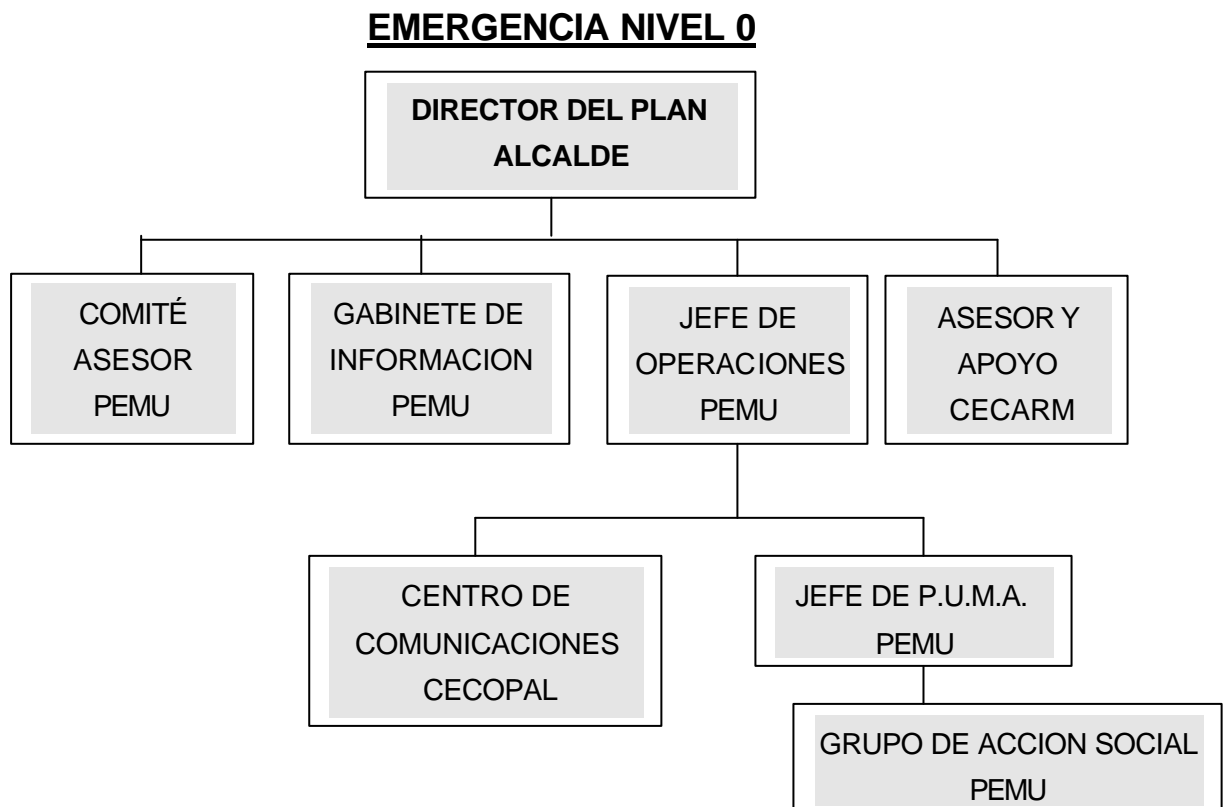 EMERGENCIA NIVEL 0
DIRECTOR DEL PLAN
ALCALDE
COMITÉ
ASESOR
PEMU
GABINETE DE
INFORMACION
PEMU
JEFE DE
OPERACIONES
PEMU
ASESOR Y
APOYO
CECARM
CENTRO DE
COMUNICACIONES
CECOPAL
JEFE DE P.U.M.A.
PEMU
GRUPO DE ACCION SOCIAL
PEMU